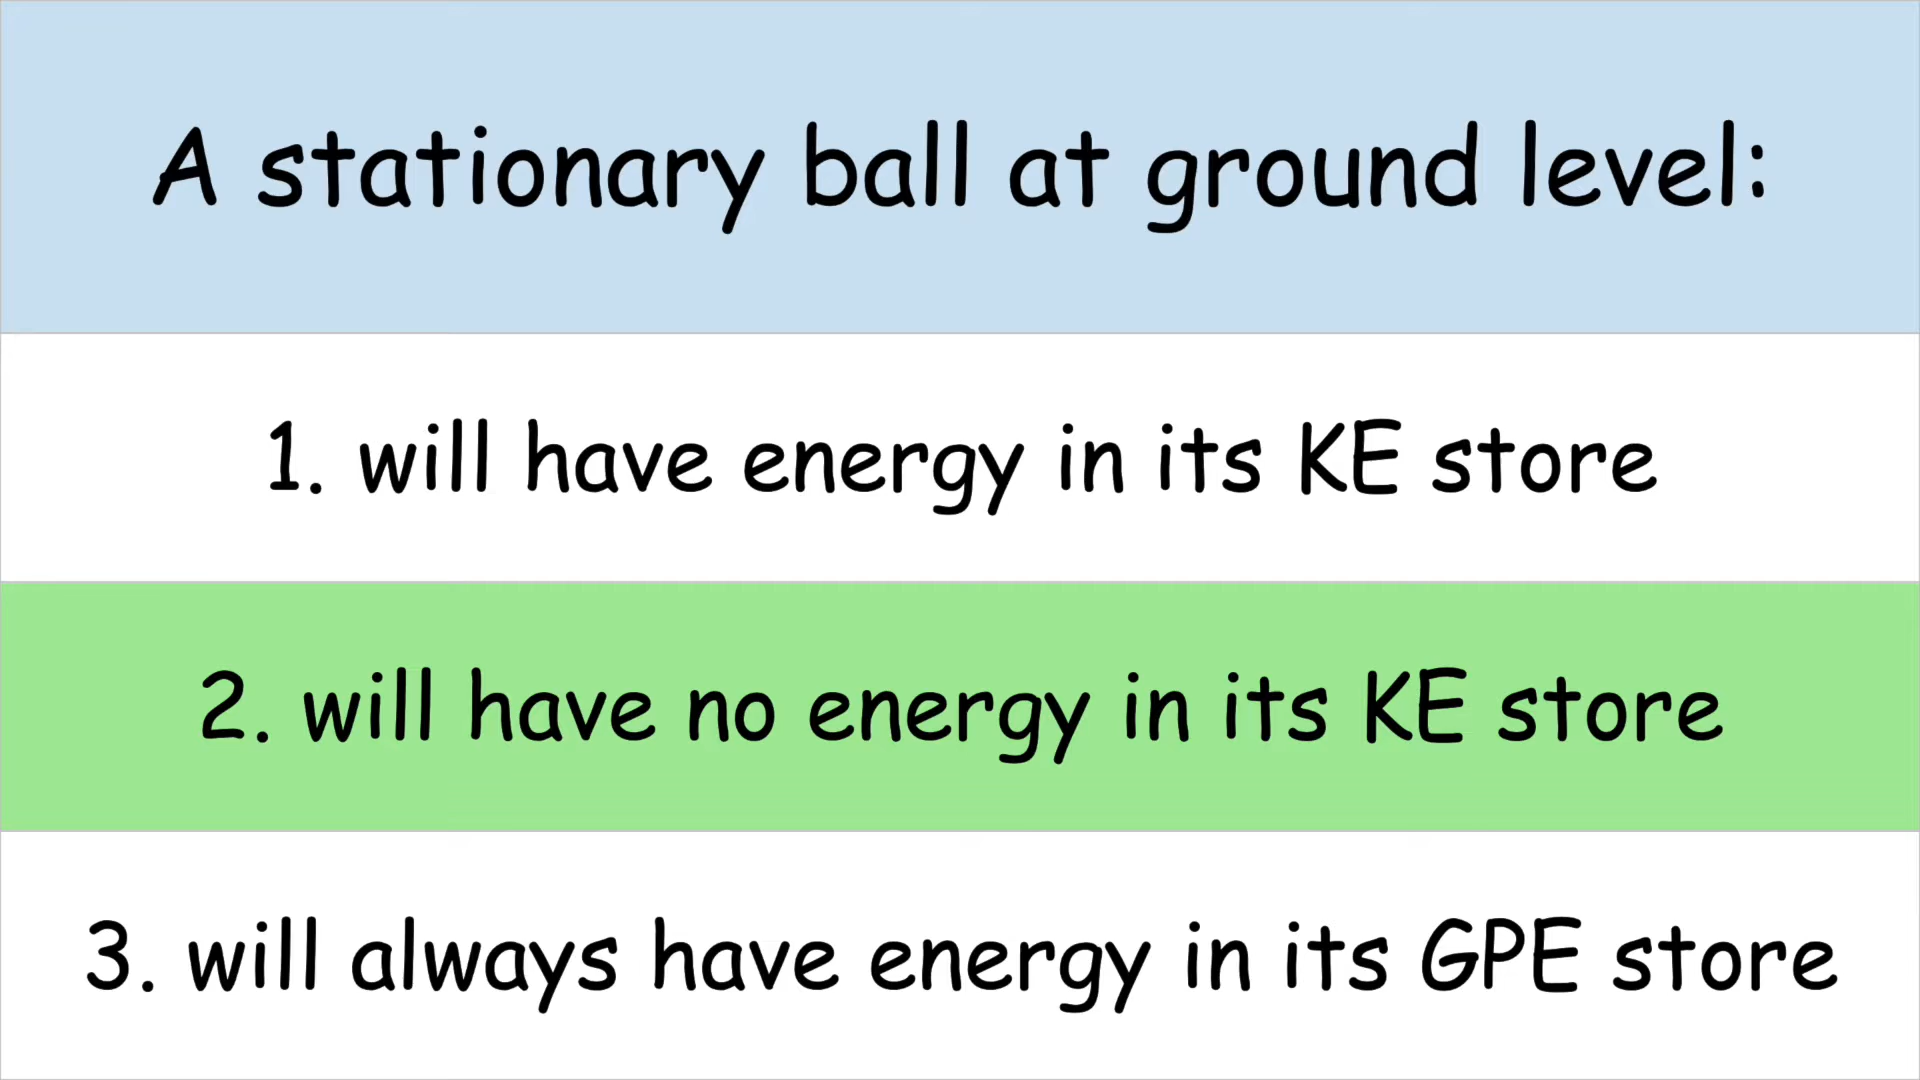 A stationary ball at ground level:
1. will have energy in its KE store
2. will have no energy in its KE store
3. will always have energy in its GPE store